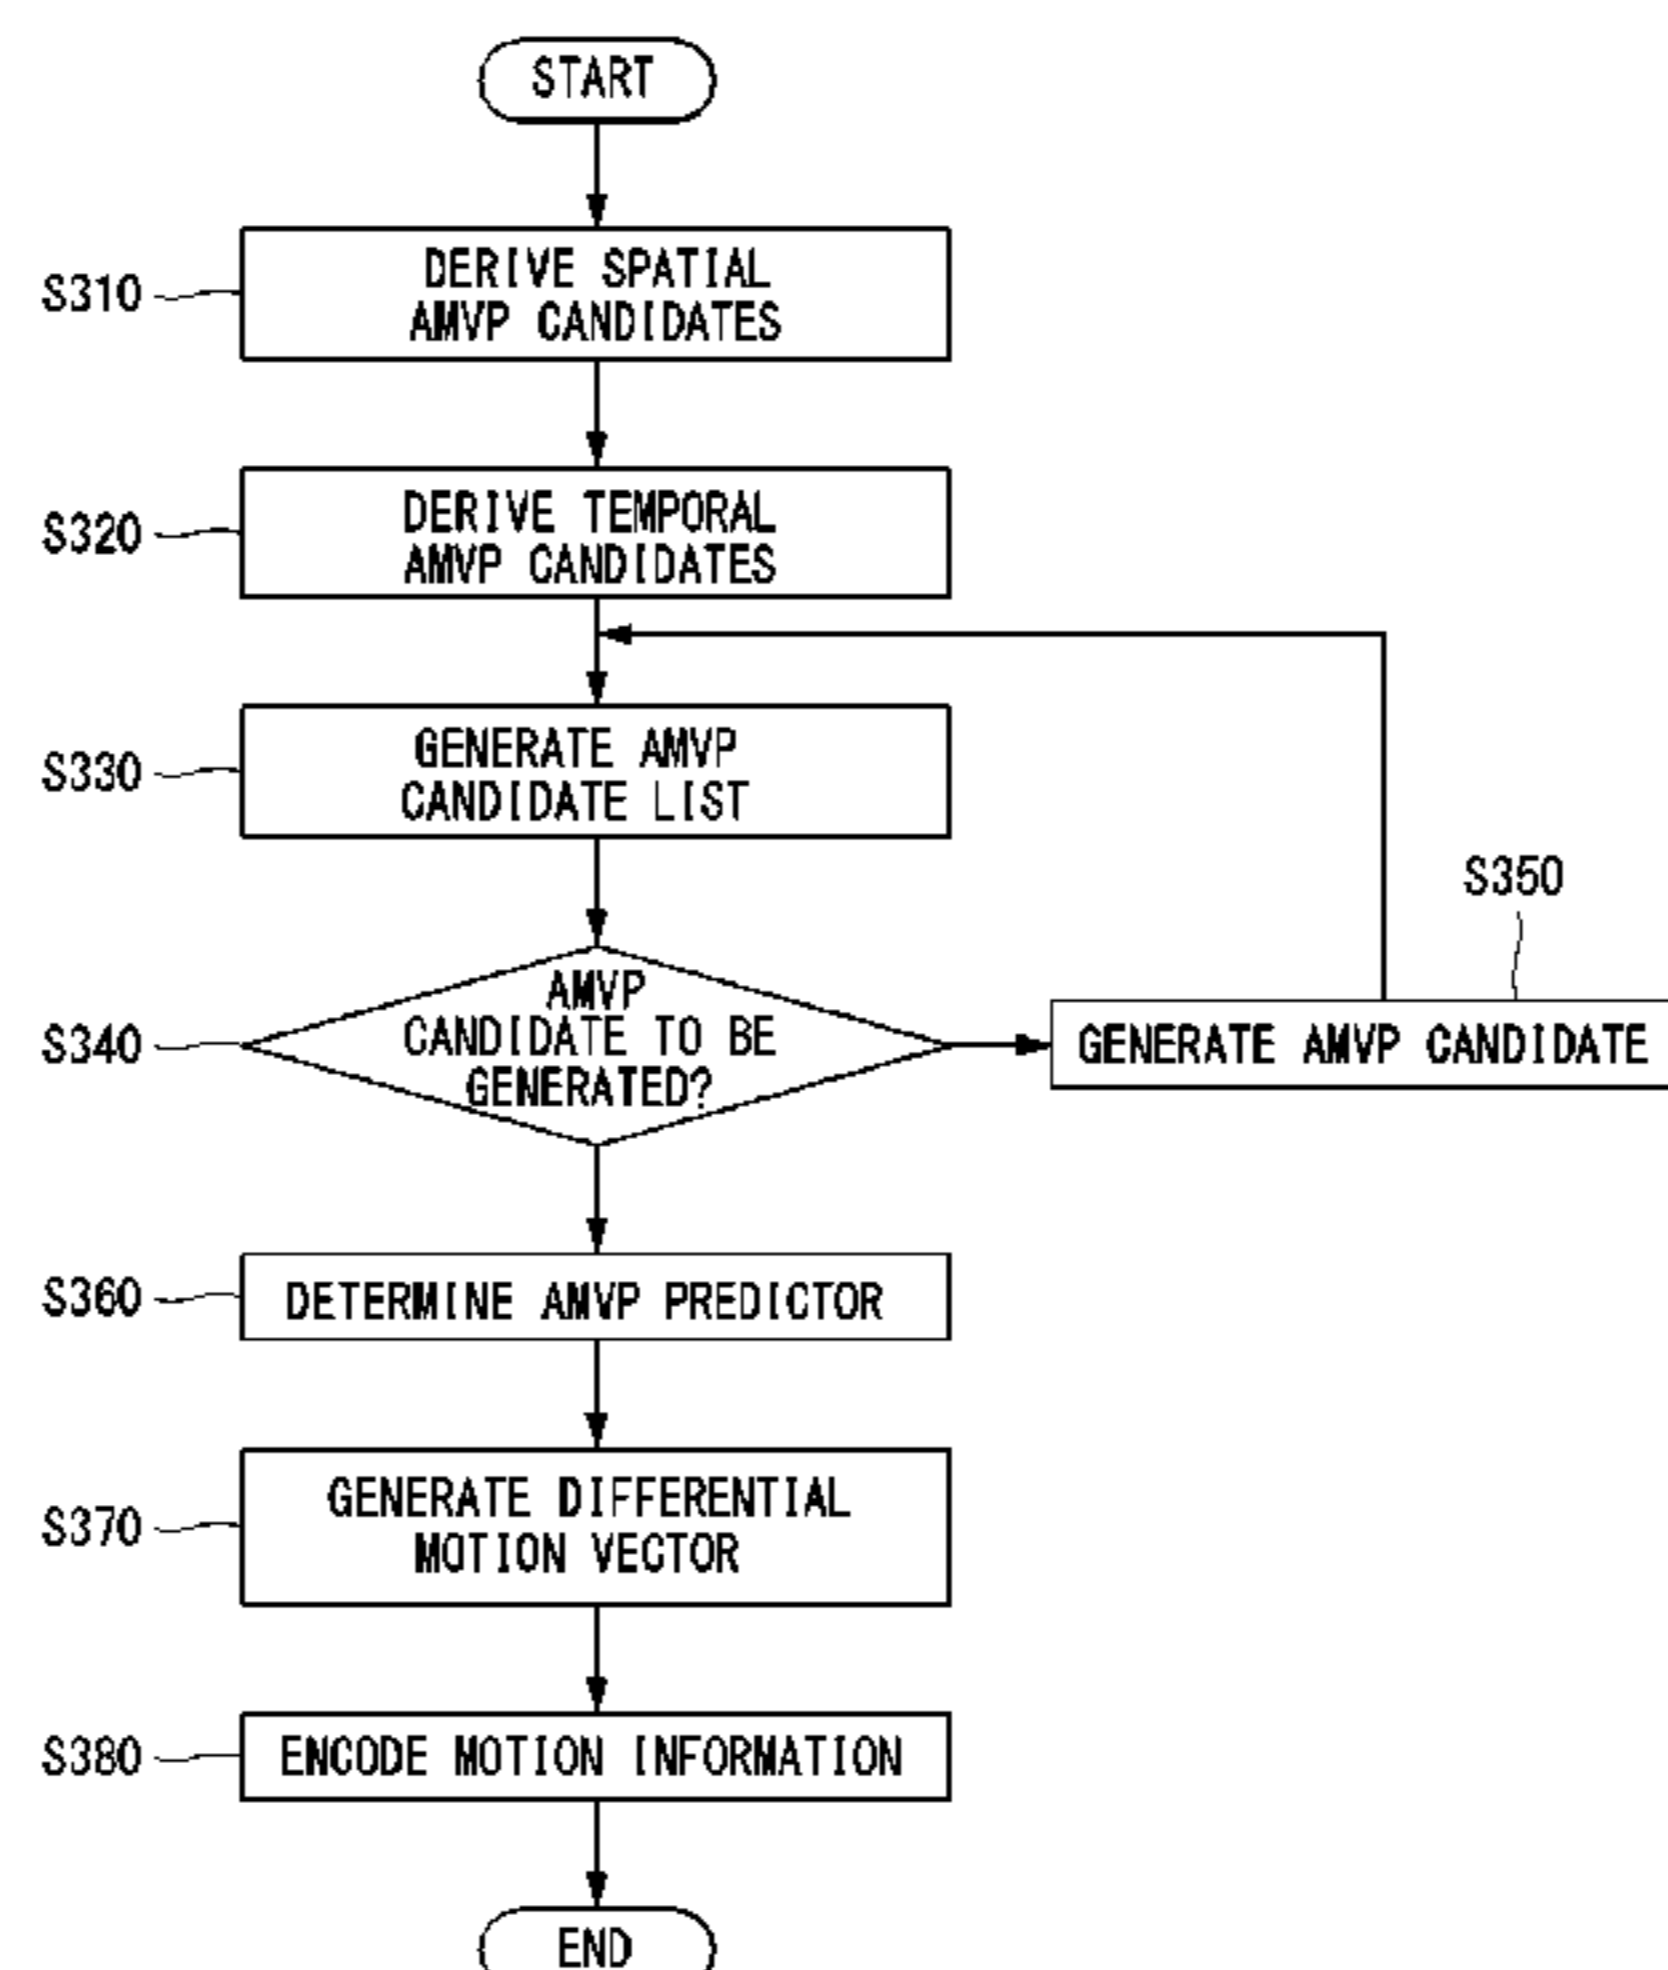 START
S310
DERIVE SPATIAL
AMVP CANDIDATES
S320
DERIVE TEMPORAL
AMVP CANDIDATES
S330
GENERATE AMVP
CANDIDATE LIST
S340
AMVP
CANDIDATE TO BE
GENERATED?
S350
GENERATE AMVP CANDIDATE
S360
DETERMINE AMVP PREDICTOR
S370
GENERATE DIFFERENTIAL
MOTION VECTOR
S380
ENCODE MOTION INFORMATION
END